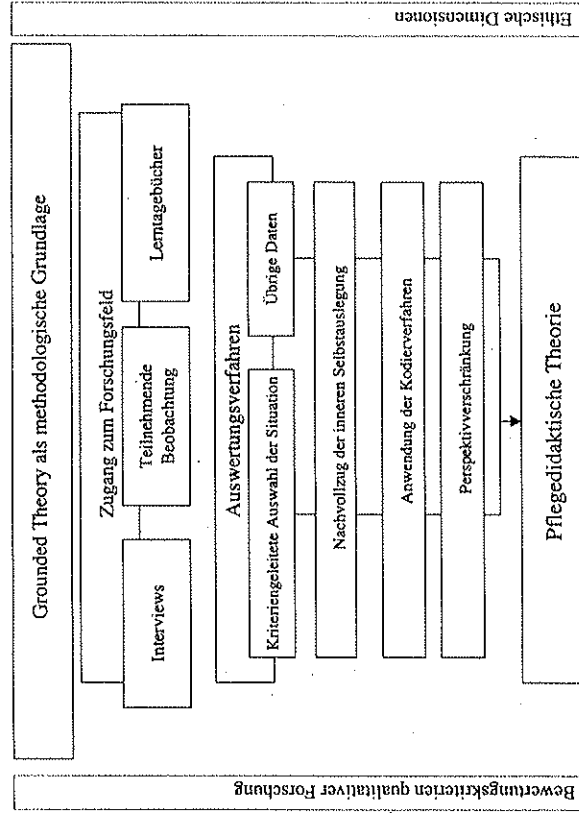 Grounded Theory als methodologische Grundlage
Zugang zum Forschungsfeld
Interviews
Teilnehmende
Beobachtung
Lerntagebücher
Auswertungsverfahren
Kriteriengeleitete Auswahl der Situation
Übrige Daten
Nachvollzug der inneren Selbstauslegung
Anwendung der Kodierverfahren
Perspektivverschränkung
Pflegedidaktische Theorie
Bewertungskriterien qualitativer Forschung
Ethische Dimensionen